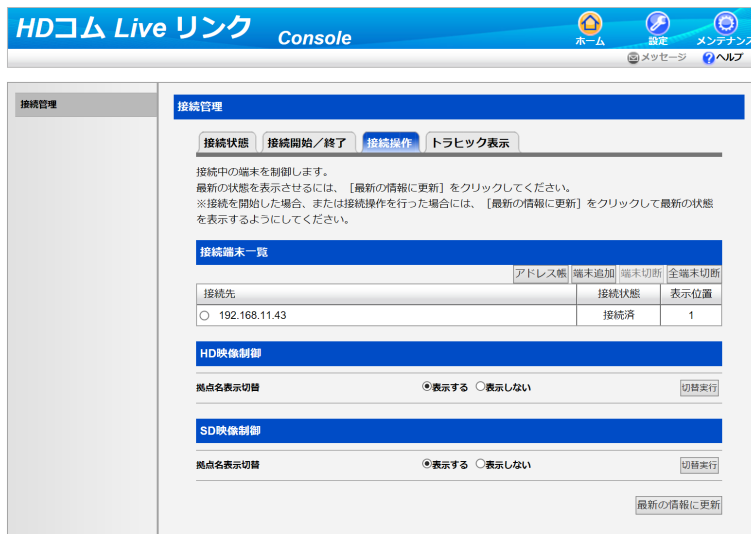 HDコム Live リンク Console
ホーム 設定 メンテナンス
メッセージ ヘルプ
接続管理
接続管理
接続状態 接続開始／終了 接続操作 トラヒック表示
接続中の端末を制御します。
最新の状態を表示させるには、［最新の情報に更新］をクリックしてください。
※接続を開始した場合、または接続操作を行った場合には、［最新の情報に更新］をクリックして最新の状態
を表示するようにしてください。
接続端末一覧
アドレス帳 端末追加 端末切断 全端末切断
接続先 接続状態 表示位置
192.168.11.43 接続済 1
HD映像制御
拠点名表示切替 表示する 表示しない 切替実行
SD映像制御
拠点名表示切替 表示する 表示しない 切替実行
最新の情報に更新